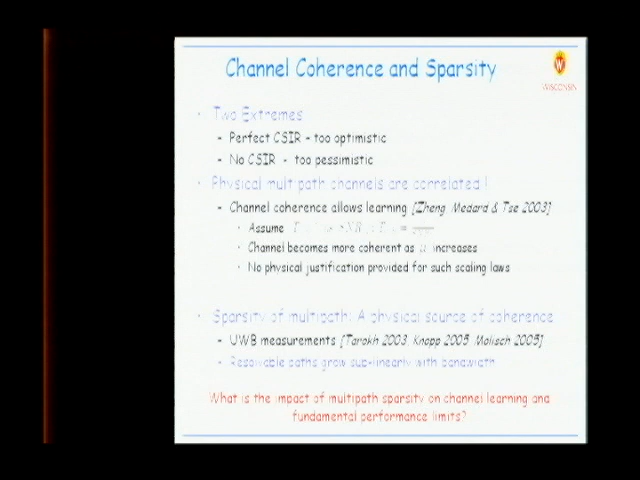 Channel Coherence and Sparsity
WISCONSIN
· Two Extremes
- Perfect CSIR - too optimistic
- No CSIR - too pessimistic
· Physical multipath channels are correlated !
- Channel coherence allows learning [Zheng, Medard & Tse 2003]
· Assume
· Channel becomes more coherent as increases
· No physical justification provided for such scaling laws
· Sparsity of multipath: A physical source of coherence
- UWB measurements [Tarokh 2003, Knopp 2005, Molisch 2005]
- Resolvable paths grow sub-linearly with bandwidth
What is the impact of multipath sparsity on channel learning and
fundamental performance limits?